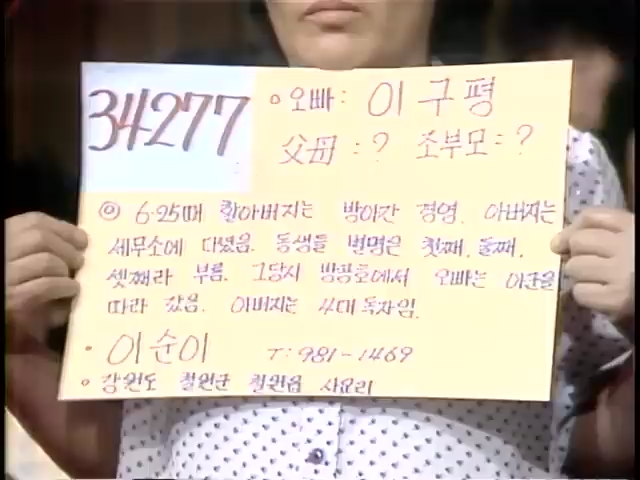 34277
○ 오빠: 이구평
父母: ? 조부모: ?
◎ 6·25때 할아버지는 방아간 경영. 아버지는
세무소에 다녔음. 동생들 별명은 첫째. 둘째.
셋째라 부름. 그당시 방공호에서 오빠는 이군을
따라 갔음. 아버지는 4대 독자임.
· 이순이 T: 981-1469
○ 강원도 철원군 철원읍 사요리